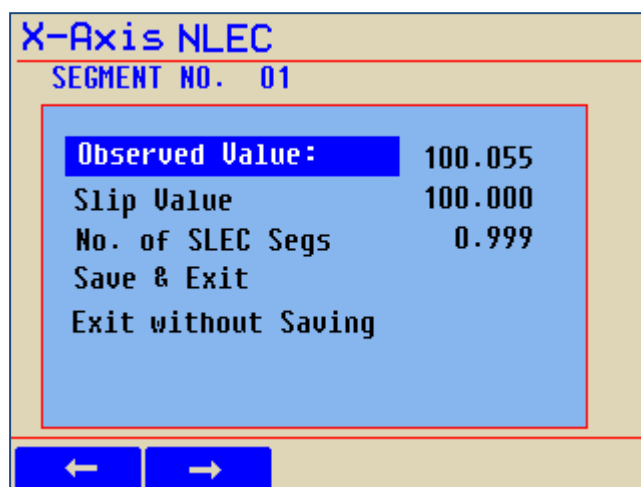 X-Axis NLEC
SEGMENT NO. 01
Observed Value: 100.055
Slip Value 100.000
No. of SLEC Segs 0.999
Save & Exit
Exit without Saving
← →